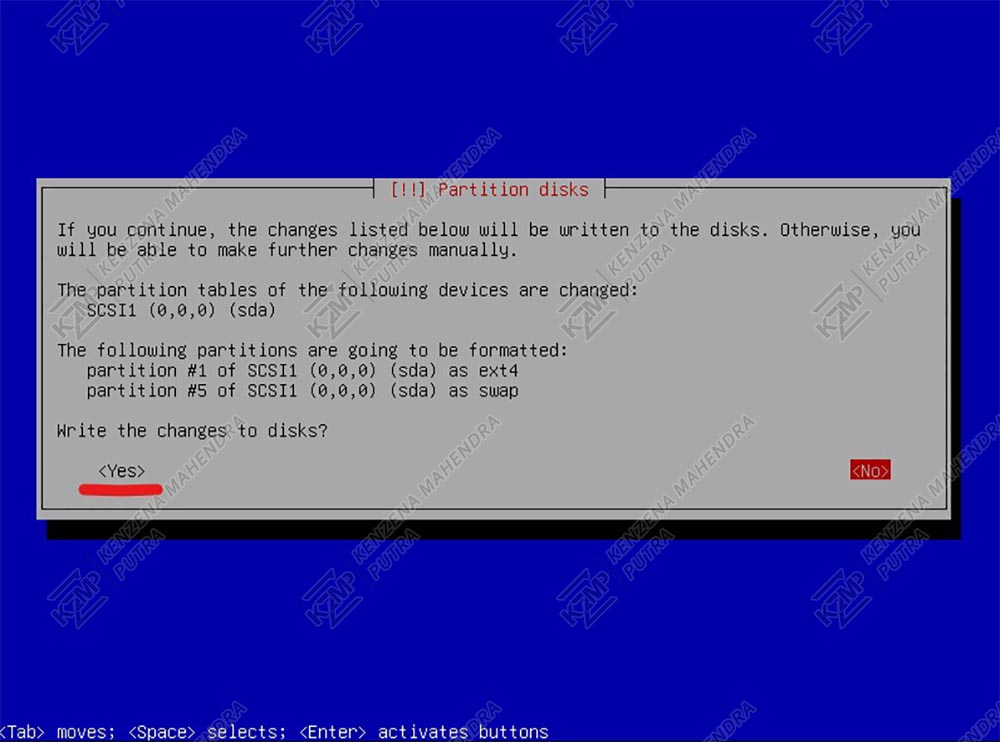 [!!] Partition disks
If you continue, the changes listed below will be written to the disks. Otherwise, you
will be able to make further changes manually.
The partition tables of the following devices are changed:
SCSI1 (0,0,0) (sda)
The following partitions are going to be formatted:
partition #1 of SCSI1 (0,0,0) (sda) as ext4
partition #5 of SCSI1 (0,0,0) (sda) as swap
Write the changes to disks?
<Yes> <No>
<Tab> moves; <Space> selects; <Enter> activates buttons
KZMP
KENZENA MAHENDRA
PUTRA